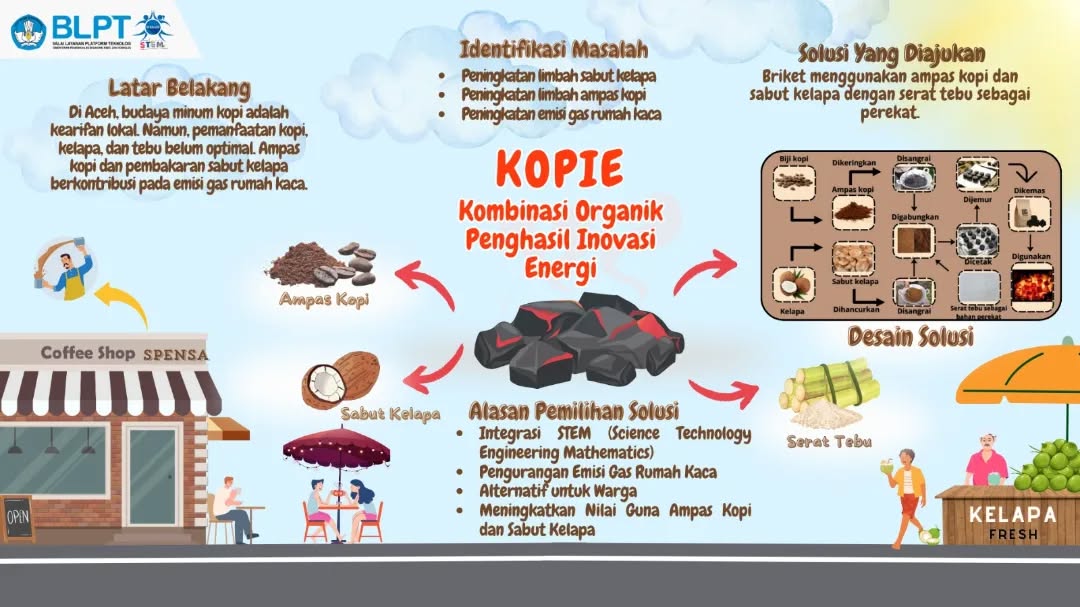 BLPT
BALAI LAYANAN PLATFORM TEKNOLOGI
STEM
Latar Belakang
Di Aceh, budaya minum kopi adalah
kearifan lokal. Namun, pemanfaatan kopi,
kelapa, dan tebu belum optimal. Ampas
kopi dan pembakaran sabut kelapa
berkontribusi pada emisi gas rumah kaca.
Identifikasi Masalah
• Peningkatan limbah sabut kelapa
• Peningkatan limbah ampas kopi
• Peningkatan emisi gas rumah kaca
Solusi Yang Diajukan
Briket menggunakan ampas kopi dan
sabut kelapa dengan serat tebu sebagai
perekat.
KOPIE
Kombinasi Organik
Penghasil Inovasi
Energi
Biji kopi
Dikeringkan
Disangrai
Ampas kopi
Dijemur
Dikemas
Digabungkan
Dicetak
Digunakan
Sabut kelapa
Kelapa
Dihancurkan
Disangrai
Serat tebu sebagai
bahan perekat
Desain Solusi
Ampas Kopi
Sabut Kelapa
Serat Tebu
Coffee Shop SPENSA
OPEN
Alasan Pemilihan Solusi
• Integrasi STEM (Science Technology
Engineering Mathematics)
• Pengurangan Emisi Gas Rumah Kaca
• Alternatif untuk Warga
• Meningkatkan Nilai Guna Ampas Kopi
dan Sabut Kelapa
KELAPA
FRESH